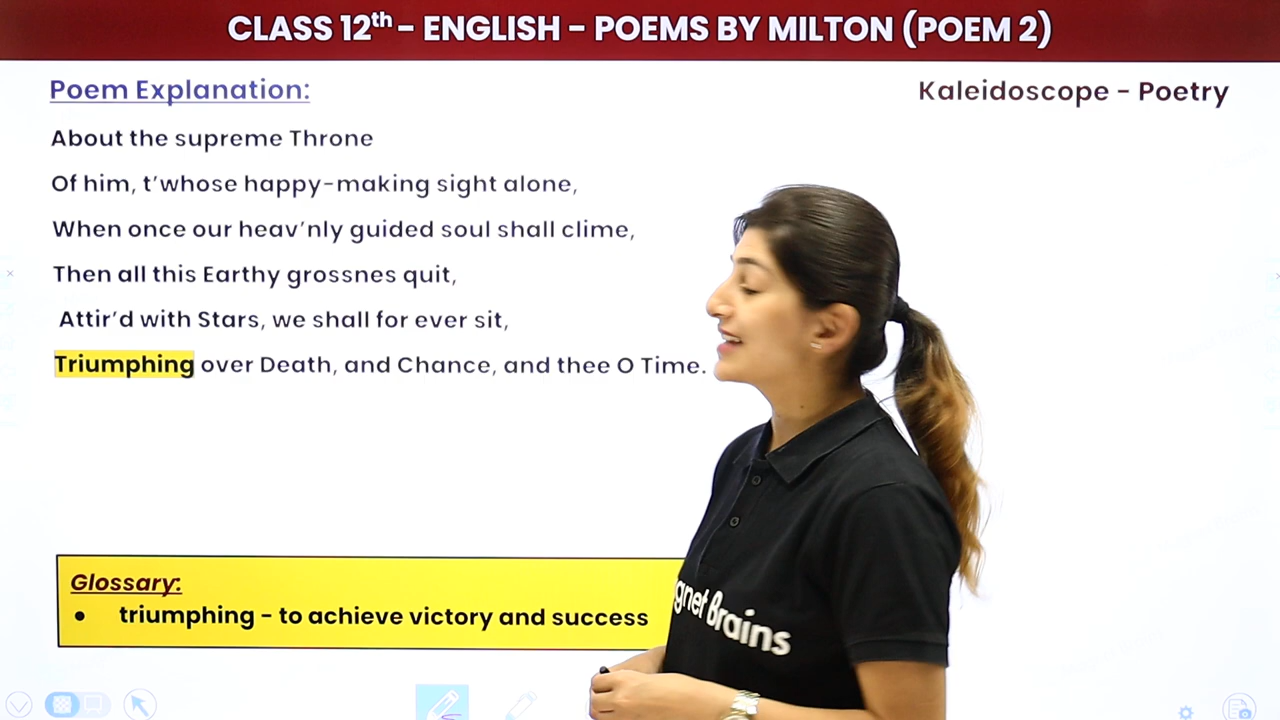 CLASS 12th - ENGLISH - POEMS BY MILTON (POEM 2)
Poem Explanation:
Kaleidoscope - Poetry
About the supreme Throne
Of him, t'whose happy-making sight alone,
When once our heav'nly guided soul shall clime,
Then all this Earthy grossnes quit,
Attir'd with Stars, we shall for ever sit,
Triumphing over Death, and Chance, and thee O Time.
Glossary:
• triumphing - to achieve victory and success
gnet Brains